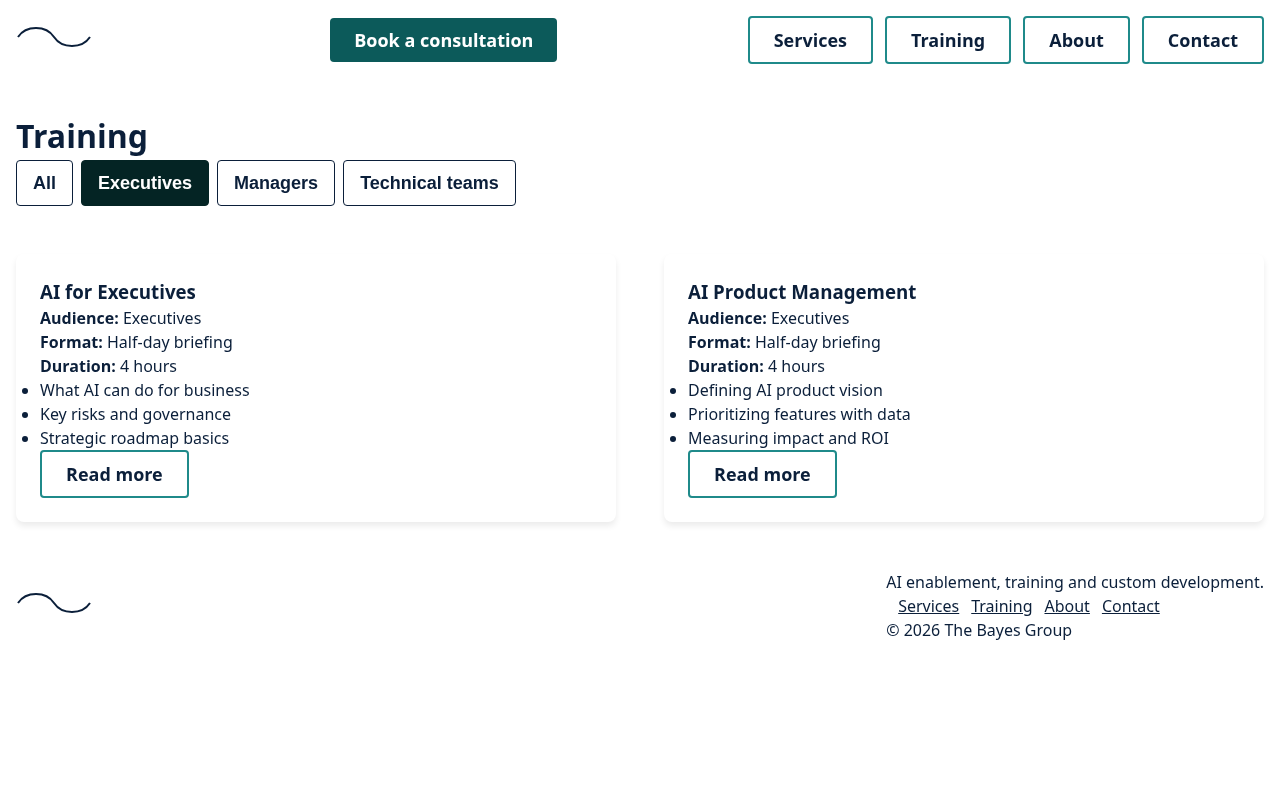 Book a consultation
Services Training About Contact
Training
All Executives Managers Technical teams
AI for Executives
Audience: Executives
Format: Half-day briefing
Duration: 4 hours
What AI can do for business
Key risks and governance
Strategic roadmap basics
Read more
AI Product Management
Audience: Executives
Format: Half-day briefing
Duration: 4 hours
Defining AI product vision
Prioritizing features with data
Measuring impact and ROI
Read more
AI enablement, training and custom development.
Services Training About Contact
© 2026 The Bayes Group